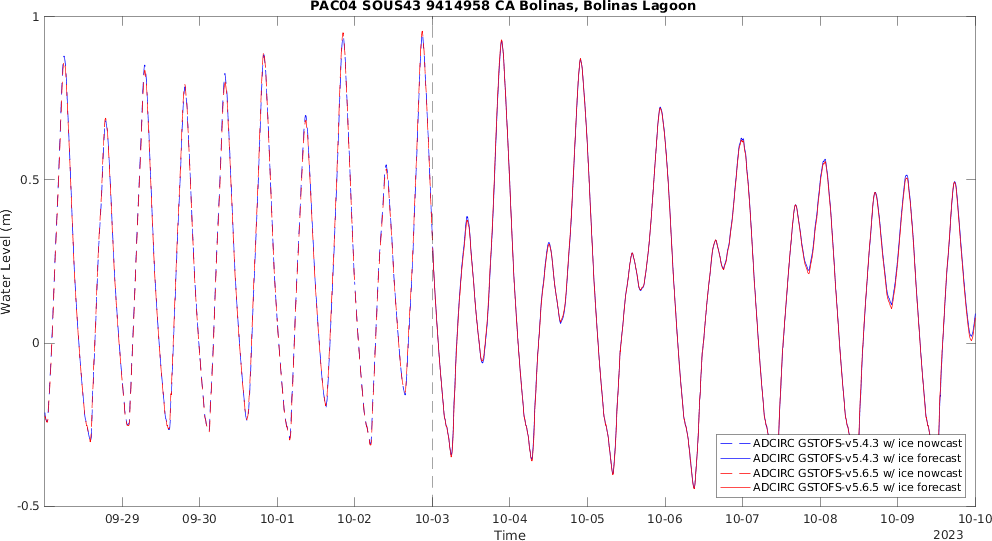 PAC04 SOUS43 9414958 CA Bolinas, Bolinas Lagoon
1
0.5
0
-0.5
Water Level (m)
ADCIRC GSTOFS-v5.4.3 w/ ice nowcast
ADCIRC GSTOFS-v5.4.3 w/ ice forecast
ADCIRC GSTOFS-v5.6.5 w/ ice nowcast
ADCIRC GSTOFS-v5.6.5 w/ ice forecast
09-29 09-30 10-01 10-02 10-03 10-04 10-05 10-06 10-07 10-08 10-09 10-10
Time
2023